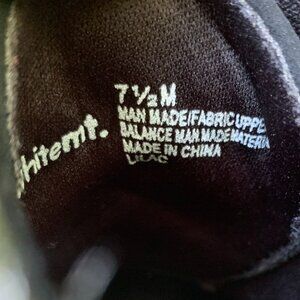 7 ½ M
MAN MADE/FABRIC UPPE
BALANCE MAN MADE MATERIA
MADE IN CHINA
LILAC
hitemt.